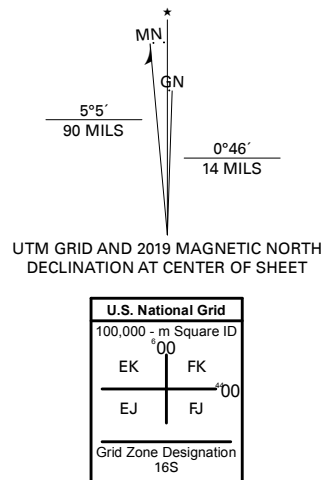 ★
MN
GN
5°5´
90 MILS
0°46´
14 MILS
UTM GRID AND 2019 MAGNETIC NORTH
DECLINATION AT CENTER OF SHEET
U.S. National Grid
100,000 - m Square ID
⁶00
EK FK
⁴⁴00
EJ FJ
Grid Zone Designation
16S